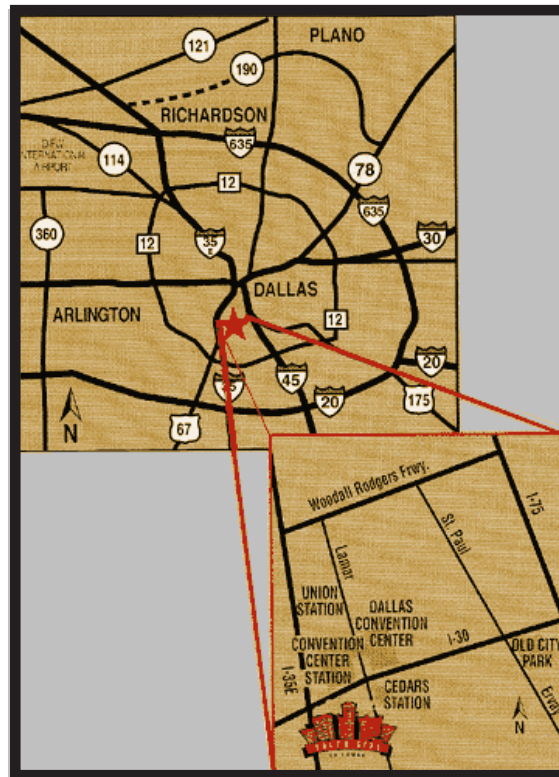 121
PLANO
190
RICHARDSON
635
INTERNATIONAL
AIRPORT
114
78
12
635
360
12
35
E
30
DALLAS
ARLINGTON
12
20
45
175
20
67
N
Woodall Rodgers Frwy.
I-75
St. Paul
Lamar
UNION
STATION
DALLAS
CONVENTION
CENTER
I-30
CONVENTION
CENTER
STATION
OLD CITY
PARK
I-35E
CEDARS
STATION
Ervay
N